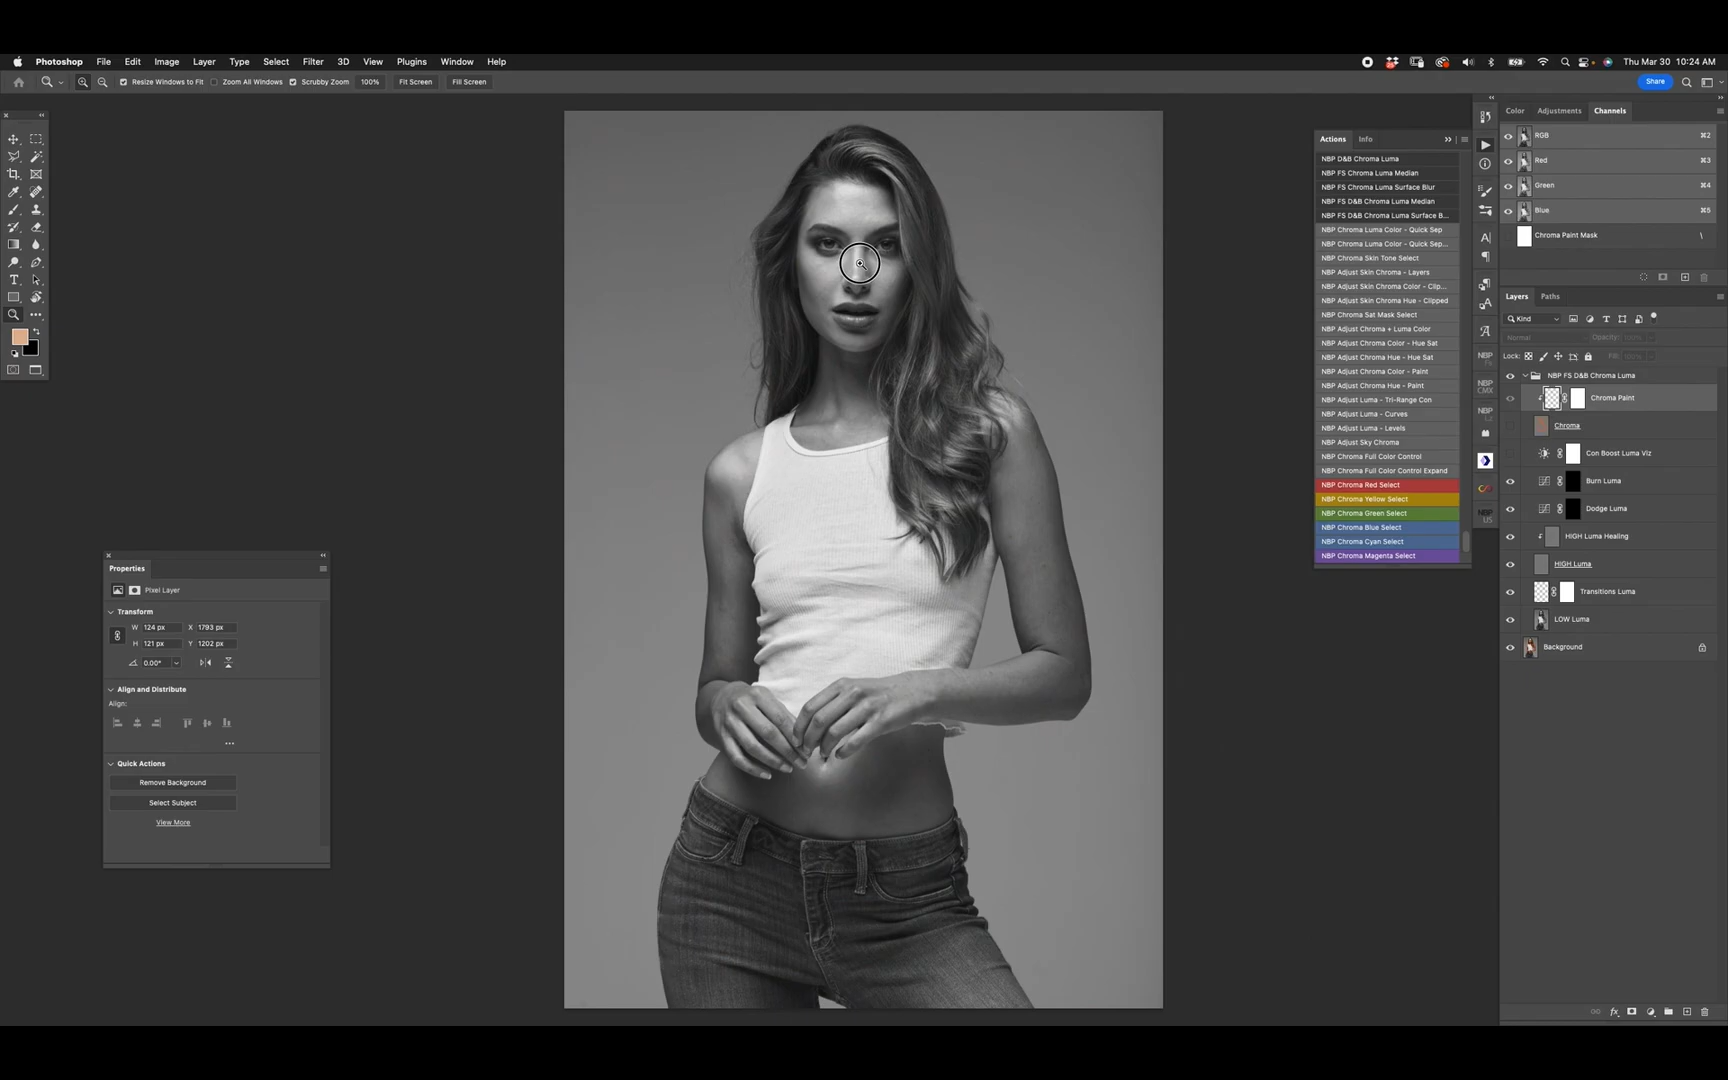 Photoshop File Edit Image Layer Type Select Filter 3D View Plugins Window Help
Thu Mar 30 10:24 AM
Resize Windows to Fit Zoom All Windows Scrubby Zoom 100% Fit Screen Fill Screen
Share
Properties
Pixel Layer
Transform
W 124 px X 1793 px
H 121 px Y 1202 px
0.00°
Align and Distribute
Align:
Quick Actions
Remove Background
Select Subject
View More
Actions Info
NBP D&B Chroma Luma
NBP FS Chroma Luma Median
NBP FS Chroma Luma Surface Blur
NBP FS D&B Chroma Luma Median
NBP FS D&B Chroma Luma Surface B...
NBP Chroma Luma Color - Quick Sep
NBP Chroma Luma Color - Quick Sep...
NBP Chroma Skin Tone Select
NBP Adjust Skin Chroma - Layers
NBP Adjust Skin Chroma Color - Clip...
NBP Adjust Skin Chroma Hue - Clipped
NBP Chroma Sat Mask Select
NBP Adjust Chroma + Luma Color
NBP Adjust Chroma Color - Hue Sat
NBP Adjust Chroma Hue - Hue Sat
NBP Adjust Chroma Color - Paint
NBP Adjust Chroma Hue - Paint
NBP Adjust Luma - Tri-Range Con
NBP Adjust Luma - Curves
NBP Adjust Luma - Levels
NBP Adjust Sky Chroma
NBP Chroma Full Color Control
NBP Chroma Full Color Control Expand
NBP Chroma Red Select
NBP Chroma Yellow Select
NBP Chroma Green Select
NBP Chroma Blue Select
NBP Chroma Cyan Select
NBP Chroma Magenta Select
Color Adjustments Channels
RGB ⌘2
Red ⌘3
Green ⌘4
Blue ⌘5
Chroma Paint Mask \
Layers Paths
Kind
Normal Opacity:
Lock: Fill:
NBP FS D&B Chroma Luma
Chroma Paint
Chroma
Con Boost Luma Viz
Burn Luma
Dodge Luma
HIGH Luma Healing
HIGH Luma
Transitions Luma
LOW Luma
Background